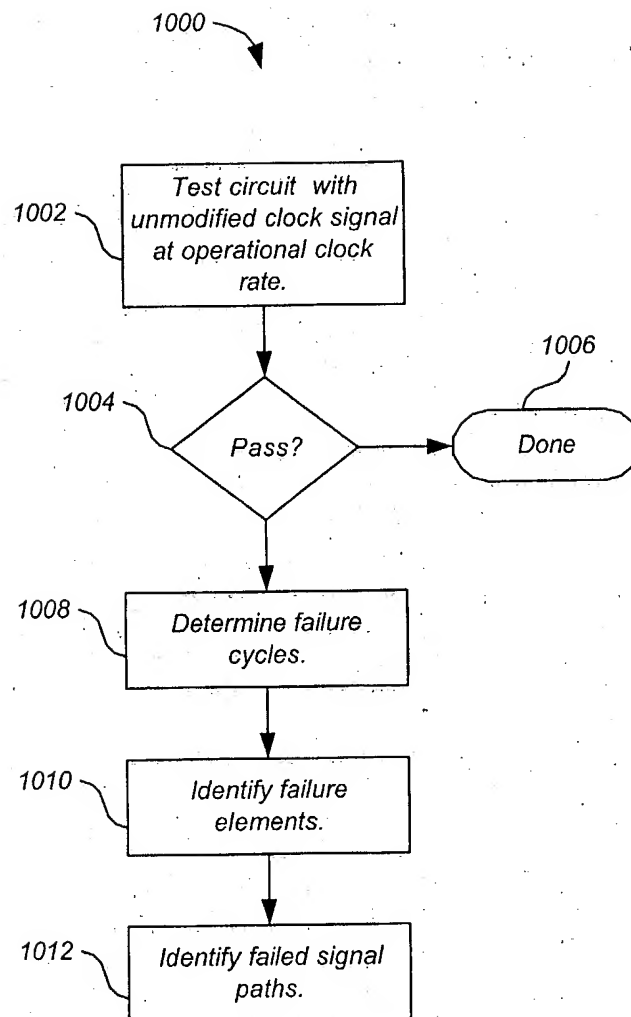 1000
1002
Test circuit with
unmodified clock signal
at operational clock
rate.
1006
1004
Pass?
Done
1008
Determine failure
cycles.
1010
Identify failure
elements.
1012
Identify failed signal
paths.